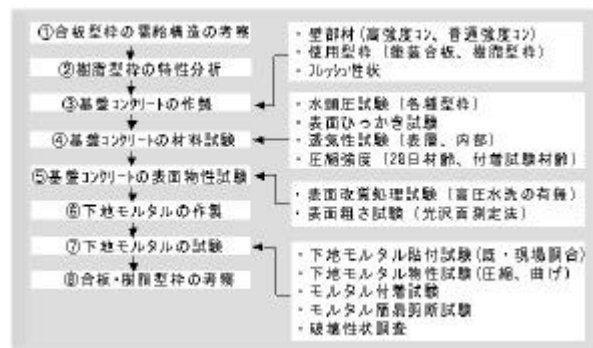 ①合板型枠の需給構造の考察
②樹脂型枠の特性分析
③基盤コンクリートの作製
④基盤コンクリートの材料試験
⑤基盤コンクリートの表面物性試験
⑥下地モルタルの作製
⑦下地モルタルの試験
⑧合板・樹脂型枠の考察
・壁部材(高強度コン、普通強度コン)
・使用型枠(塗装合板、樹脂型枠)
・フレッシュ性状
・水頭圧試験(各種型枠)
・表面ひっかき試験
・透気性試験(表層、内部)
・圧縮強度(28日材齢、付着試験材齢)
・表面改質処理試験(高圧水洗の有無)
・表面粗さ試験(光沢面測定法)
・下地モルタル貼付試験(既・現場調合)
・下地モルタル物性試験(圧縮、曲げ)
・モルタル付着試験
・モルタル簡易剪断試験
・破壊性状調査